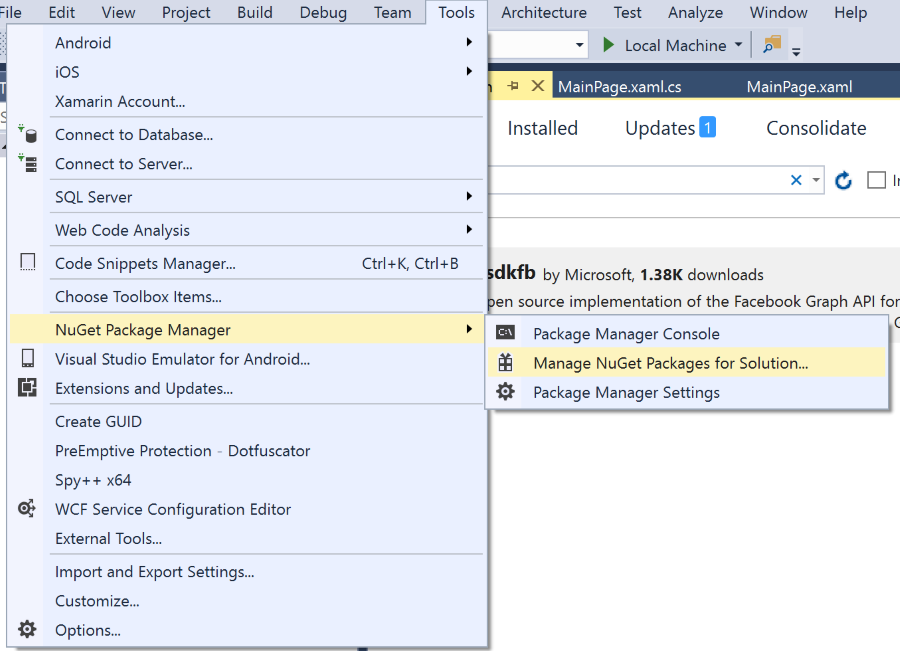 File Edit View Project Build Debug Team Tools Architecture Test Analyze Window Help
Local Machine
MainPage.xaml.cs MainPage.xaml
Installed Updates 1 Consolidate
Android
iOS
Xamarin Account...
Connect to Database...
Connect to Server...
SQL Server
Web Code Analysis
Code Snippets Manager... Ctrl+K, Ctrl+B
Choose Toolbox Items...
NuGet Package Manager
Visual Studio Emulator for Android...
Extensions and Updates...
Create GUID
PreEmptive Protection - Dotfuscator
Spy++ x64
WCF Service Configuration Editor
External Tools...
Import and Export Settings...
Customize...
Options...
sdkfb by Microsoft, 1.38K downloads
pen source implementation of the Facebook Graph API for
C:\
Package Manager Console
Manage NuGet Packages for Solution...
Package Manager Settings